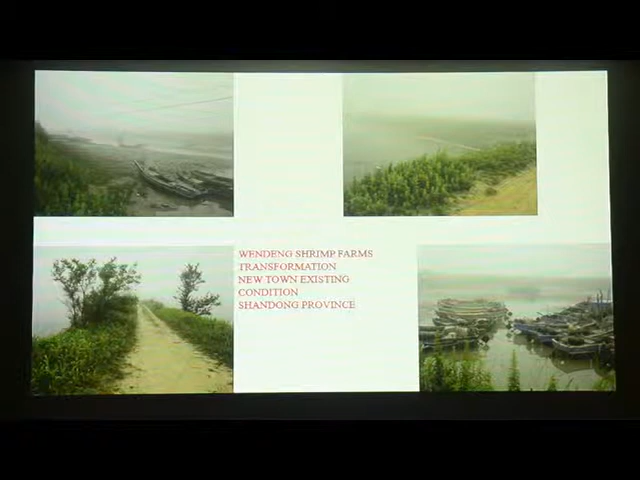 WENDENG SHRIMP FARMS
TRANSFORMATION
NEW TOWN EXISTING
CONDITION
SHANDONG PROVINCE